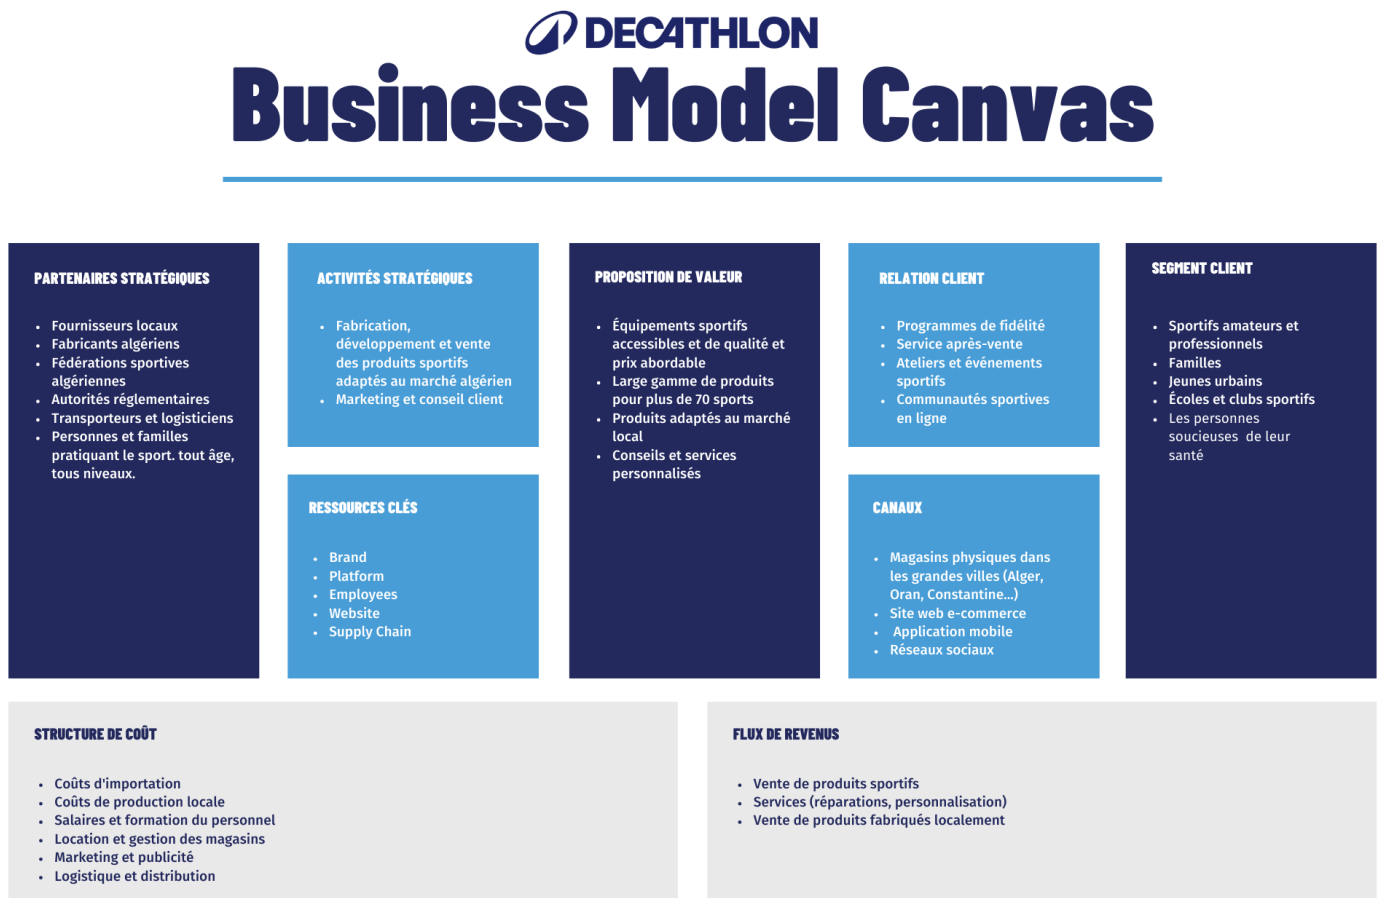 DECATHLON
Business Model Canvas
PARTENAIRES STRATÉGIQUES
• Fournisseurs locaux
• Fabricants algériens
• Fédérations sportives
algériennes
• Autorités réglementaires
• Transporteurs et logisticiens
• Personnes et familles
pratiquant le sport. tout âge,
tous niveaux.
ACTIVITÉS STRATÉGIQUES
• Fabrication,
développement et vente
des produits sportifs
adaptés au marché algérien
• Marketing et conseil client
RESSOURCES CLÉS
• Brand
• Platform
• Employees
• Website
• Supply Chain
PROPOSITION DE VALEUR
• Équipements sportifs
accessibles et de qualité et
prix abordable
• Large gamme de produits
pour plus de 70 sports
• Produits adaptés au marché
local
• Conseils et services
personnalisés
RELATION CLIENT
• Programmes de fidélité
• Service après-vente
• Ateliers et événements
sportifs
• Communautés sportives
en ligne
CANAUX
• Magasins physiques dans
les grandes villes (Alger,
Oran, Constantine...)
• Site web e-commerce
• Application mobile
• Réseaux sociaux
SEGMENT CLIENT
• Sportifs amateurs et
professionnels
• Familles
• Jeunes urbains
• Écoles et clubs sportifs
• Les personnes
soucieuses de leur
santé
STRUCTURE DE COÛT
• Coûts d'importation
• Coûts de production locale
• Salaires et formation du personnel
• Location et gestion des magasins
• Marketing et publicité
• Logistique et distribution
FLUX DE REVENUS
• Vente de produits sportifs
• Services (réparations, personnalisation)
• Vente de produits fabriqués localement